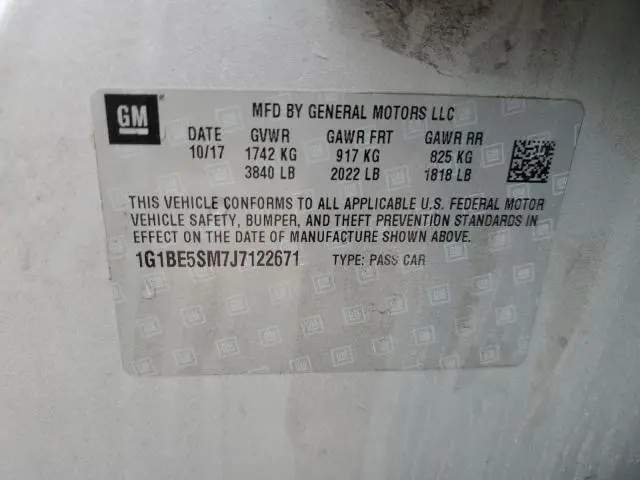 GM
MFD BY GENERAL MOTORS LLC
DATE GVWR GAWR FRT GAWR RR
10/17 1742 KG 917 KG 825 KG
3840 LB 2022 LB 1818 LB
THIS VEHICLE CONFORMS TO ALL APPLICABLE U.S. FEDERAL MOTOR
VEHICLE SAFETY, BUMPER, AND THEFT PREVENTION STANDARDS IN
EFFECT ON THE DATE OF MANUFACTURE SHOWN ABOVE.
1G1BE5SM7J7122671 TYPE: PASS CAR